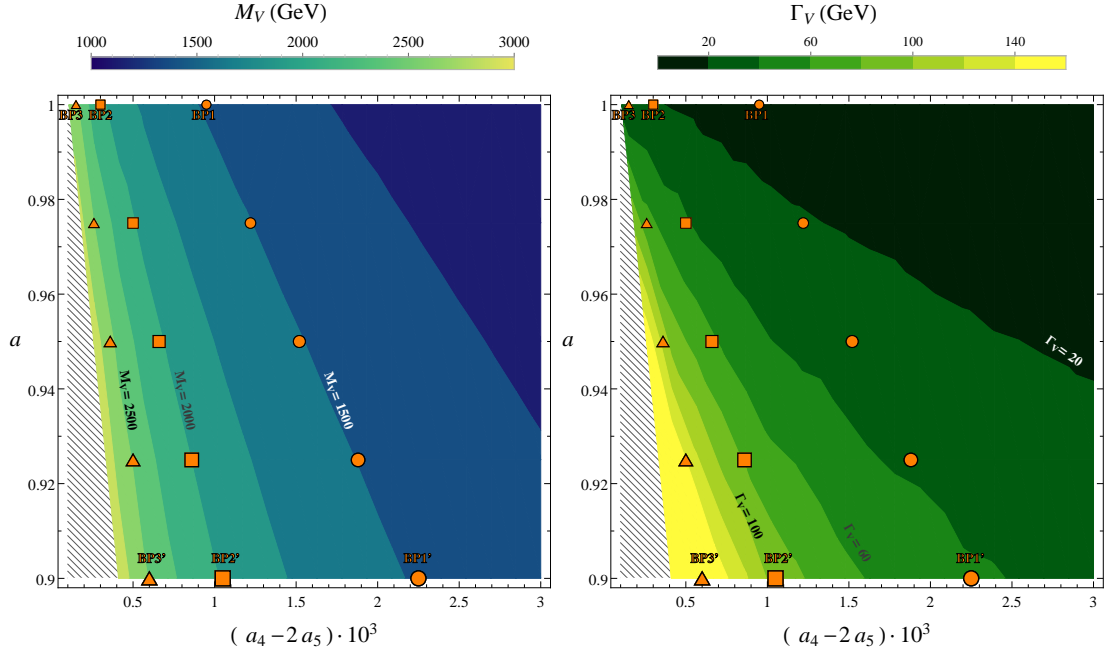 M_V (GeV)
1000 1500 2000 2500 3000
BP3 BP2 BP1
1
0.98
0.96
a
0.94
0.92
0.9
M_V = 2500
M_V = 2000
M_V = 1500
BP3' BP2' BP1'
0.5 1 1.5 2 2.5 3
( a_4 − 2 a_5 ) · 10^3
Γ_V (GeV)
20 60 100 140
BP3 BP2 BP1
1
0.98
0.96
a
0.94
0.92
0.9
Γ_V = 20
Γ_V = 100
Γ_V = 60
BP3' BP2' BP1'
0.5 1 1.5 2 2.5 3
( a_4 − 2 a_5 ) · 10^3